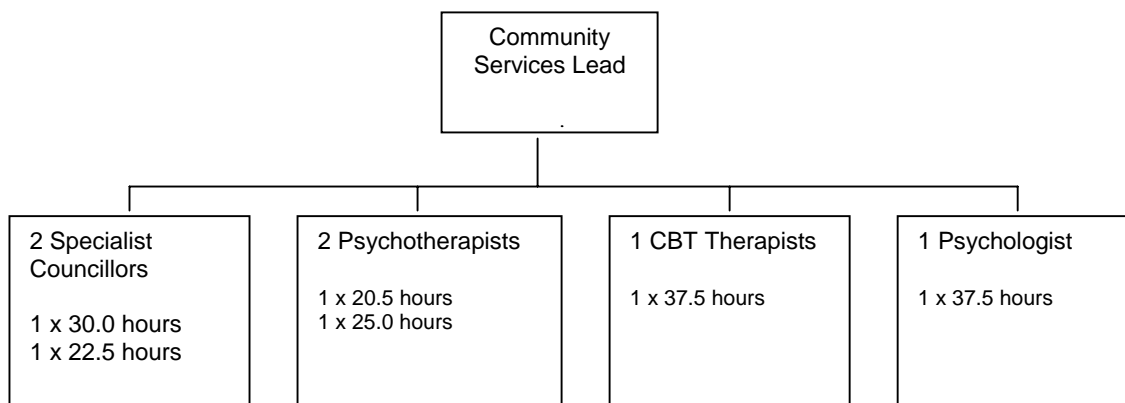 Community
Services Lead
.
2 Specialist
Councillors
1 x 30.0 hours
1 x 22.5 hours
2 Psychotherapists
1 x 20.5 hours
1 x 25.0 hours
1 CBT Therapists
1 x 37.5 hours
1 Psychologist
1 x 37.5 hours